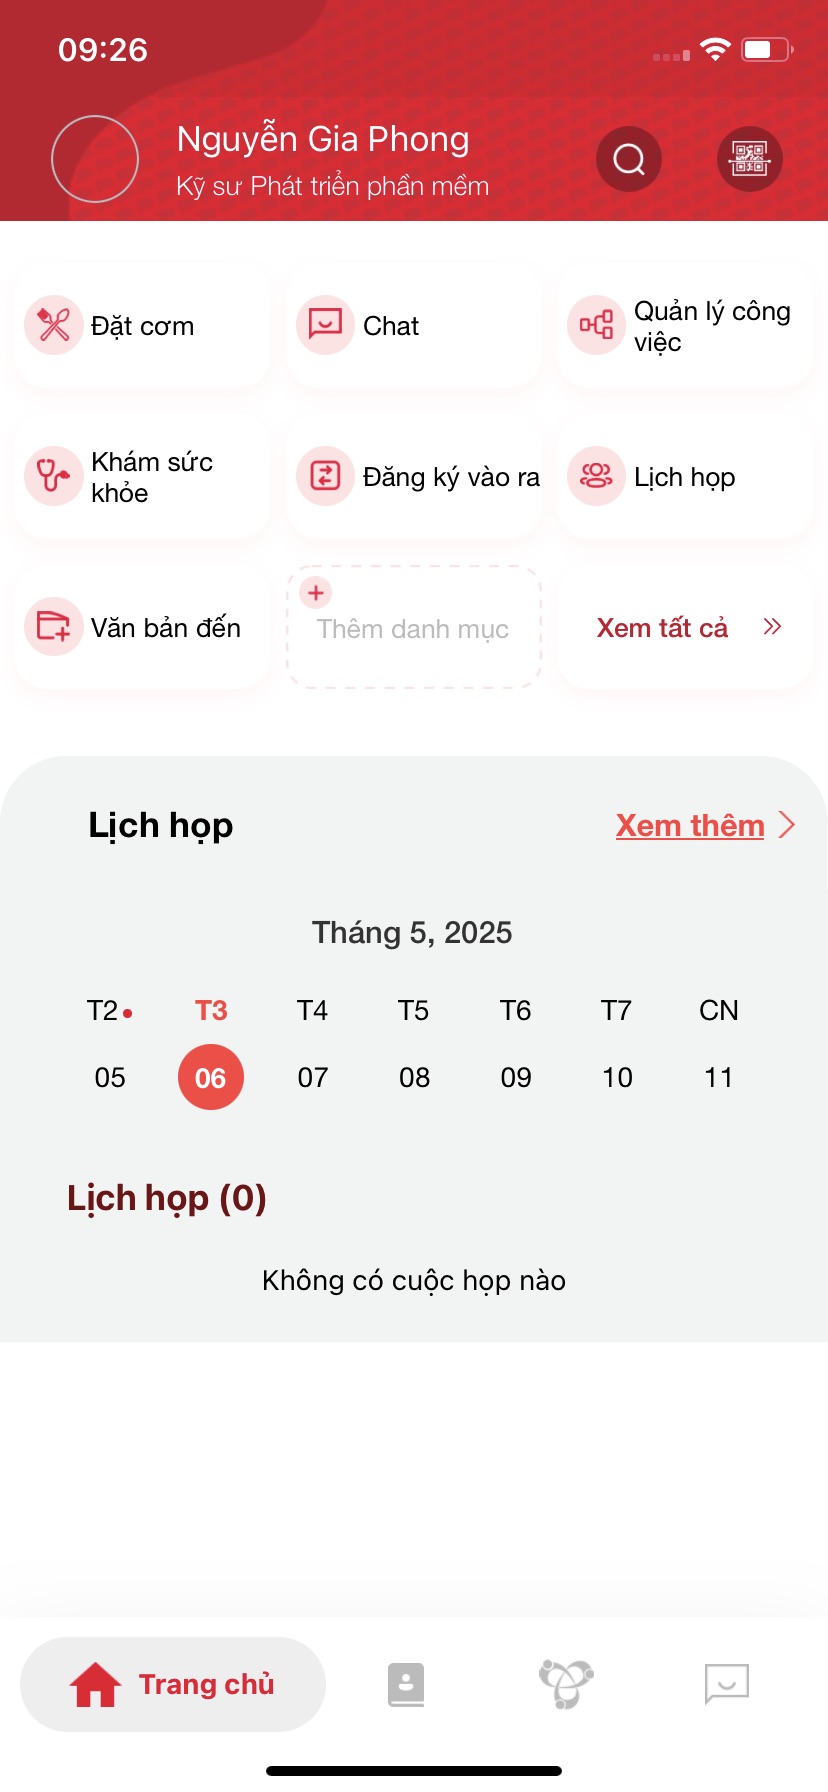 09:26
Nguyễn Gia Phong
Kỹ sư Phát triển phần mềm
Đặt cơm
Chat
Quản lý công
việc
Khám sức
khỏe
Đăng ký vào ra
Lịch họp
Văn bản đến
Thêm danh mục
Xem tất cả
Lịch họp
Xem thêm
Tháng 5, 2025
T2 T3 T4 T5 T6 T7 CN
05 06 07 08 09 10 11
Lịch họp (0)
Không có cuộc họp nào
Trang chủ